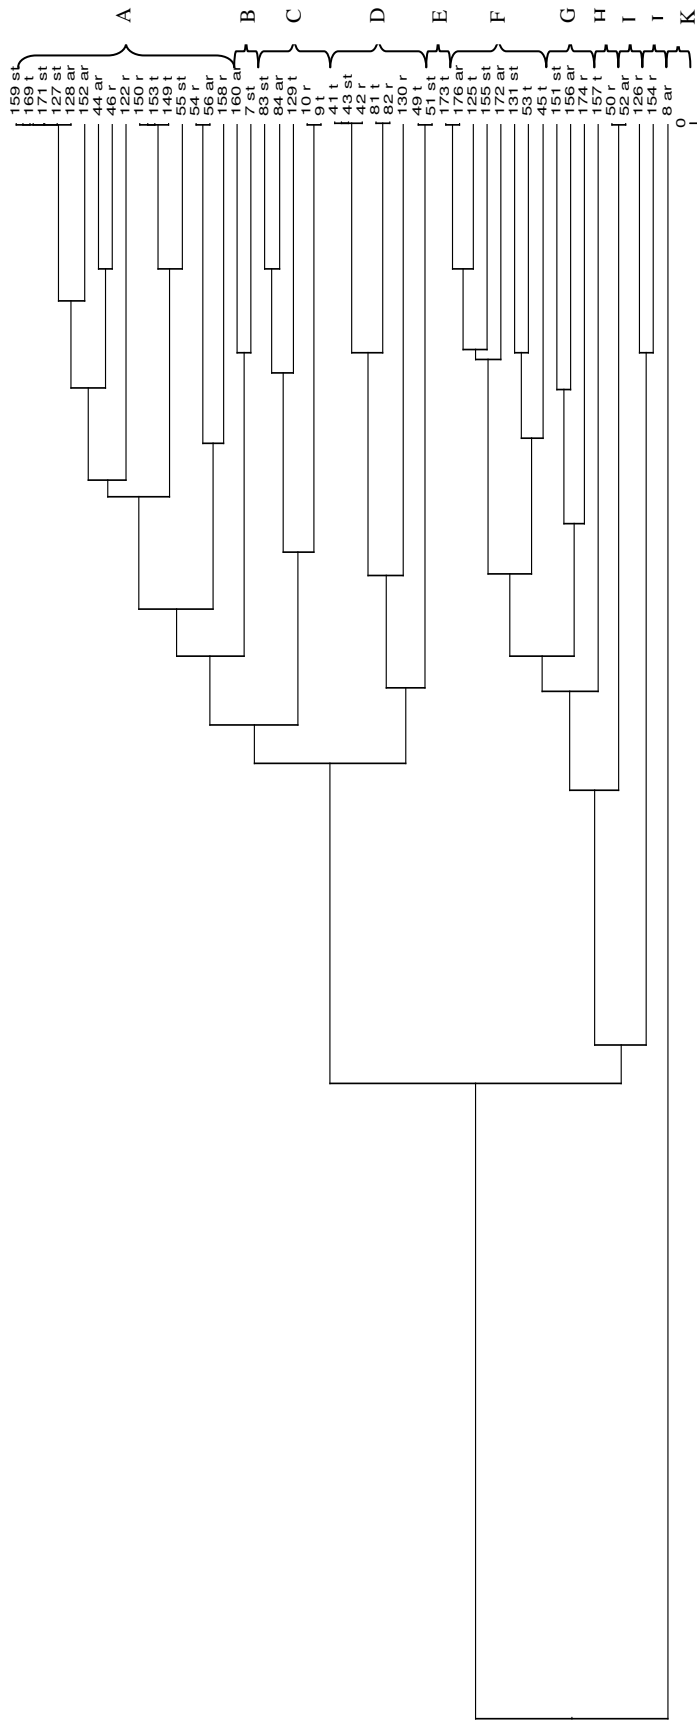 A
B
C
D
E
F
G
H
I
K
159 st
169 t
171 st
127 st
122 ar
152 ar
44 ar
46 r
128 r
150 r
153 t
149 t
55 st
54 r
56 ar
158 r
160 ar
7 st
83 st
84 ar
129 t
10 r
9 t
41 t
43 st
42 r
81 t
82 r
130 r
49 t
51 st
173 t
176 ar
125 t
155 st
172 ar
131 st
53 t
45 t
151 st
156 ar
174 r
157 t
50 r
52 ar
126 r
154 r
8 ar
0